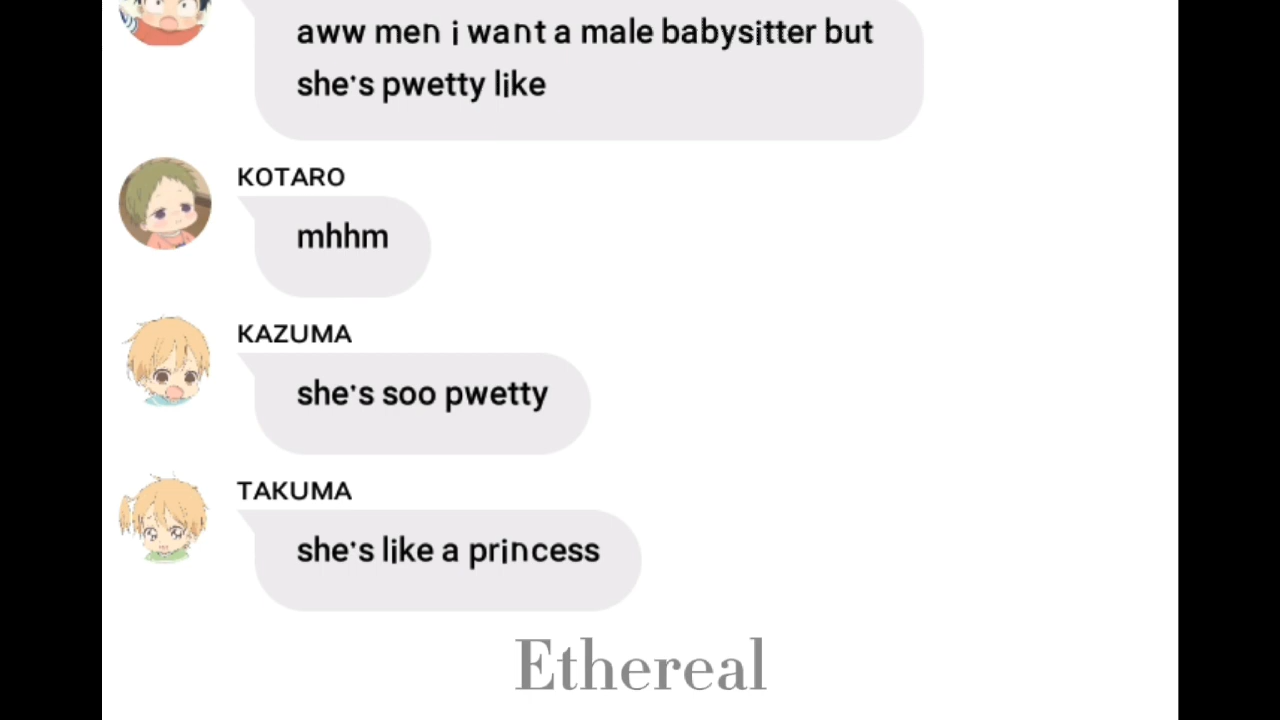 aww men i want a male babysitter but
she's pwetty like
KOTARO
mhhm
KAZUMA
she's soo pwetty
TAKUMA
she's like a princess
Ethereal